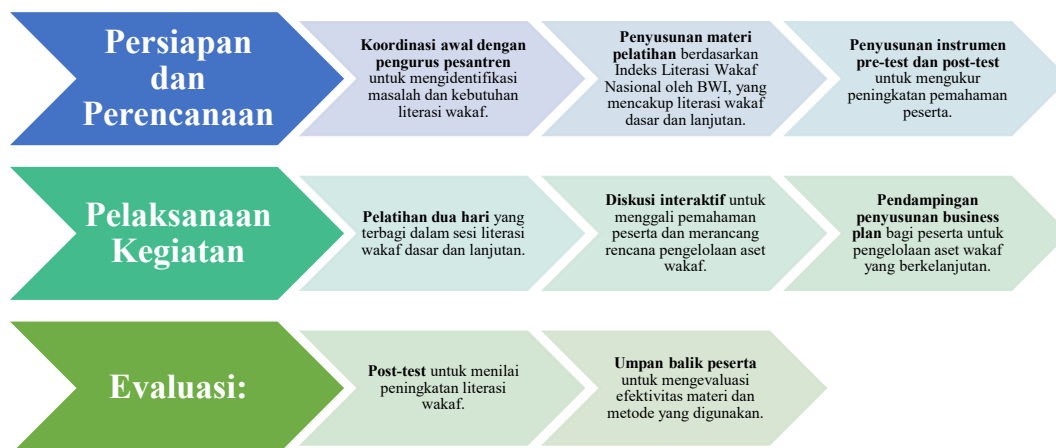 Persiapan
dan
Perencanaan
Koordinasi awal dengan
pengurus pesantren
untuk mengidentifikasi
masalah dan kebutuhan
literasi wakaf.
Penyusunan materi
pelatihan berdasarkan
Indeks Literasi Wakaf
Nasional oleh BWI, yang
mencakup literasi wakaf
dasar dan lanjutan.
Penyusunan instrumen
pre-test dan post-test
untuk mengukur
peningkatan pemahaman
peserta.
Pelaksanaan
Kegiatan
Pelatihan dua hari yang
terbagi dalam sesi literasi
wakaf dasar dan lanjutan.
Diskusi interaktif untuk
menggali pemahaman
peserta dan merancang
rencana pengelolaan aset
wakaf.
Pendampingan
penyusunan business
plan bagi peserta untuk
pengelolaan aset wakaf
yang berkelanjutan.
Evaluasi:
Post-test untuk menilai
peningkatan literasi
wakaf.
Umpan balik peserta
untuk mengevaluasi
efektivitas materi dan
metode yang digunakan.